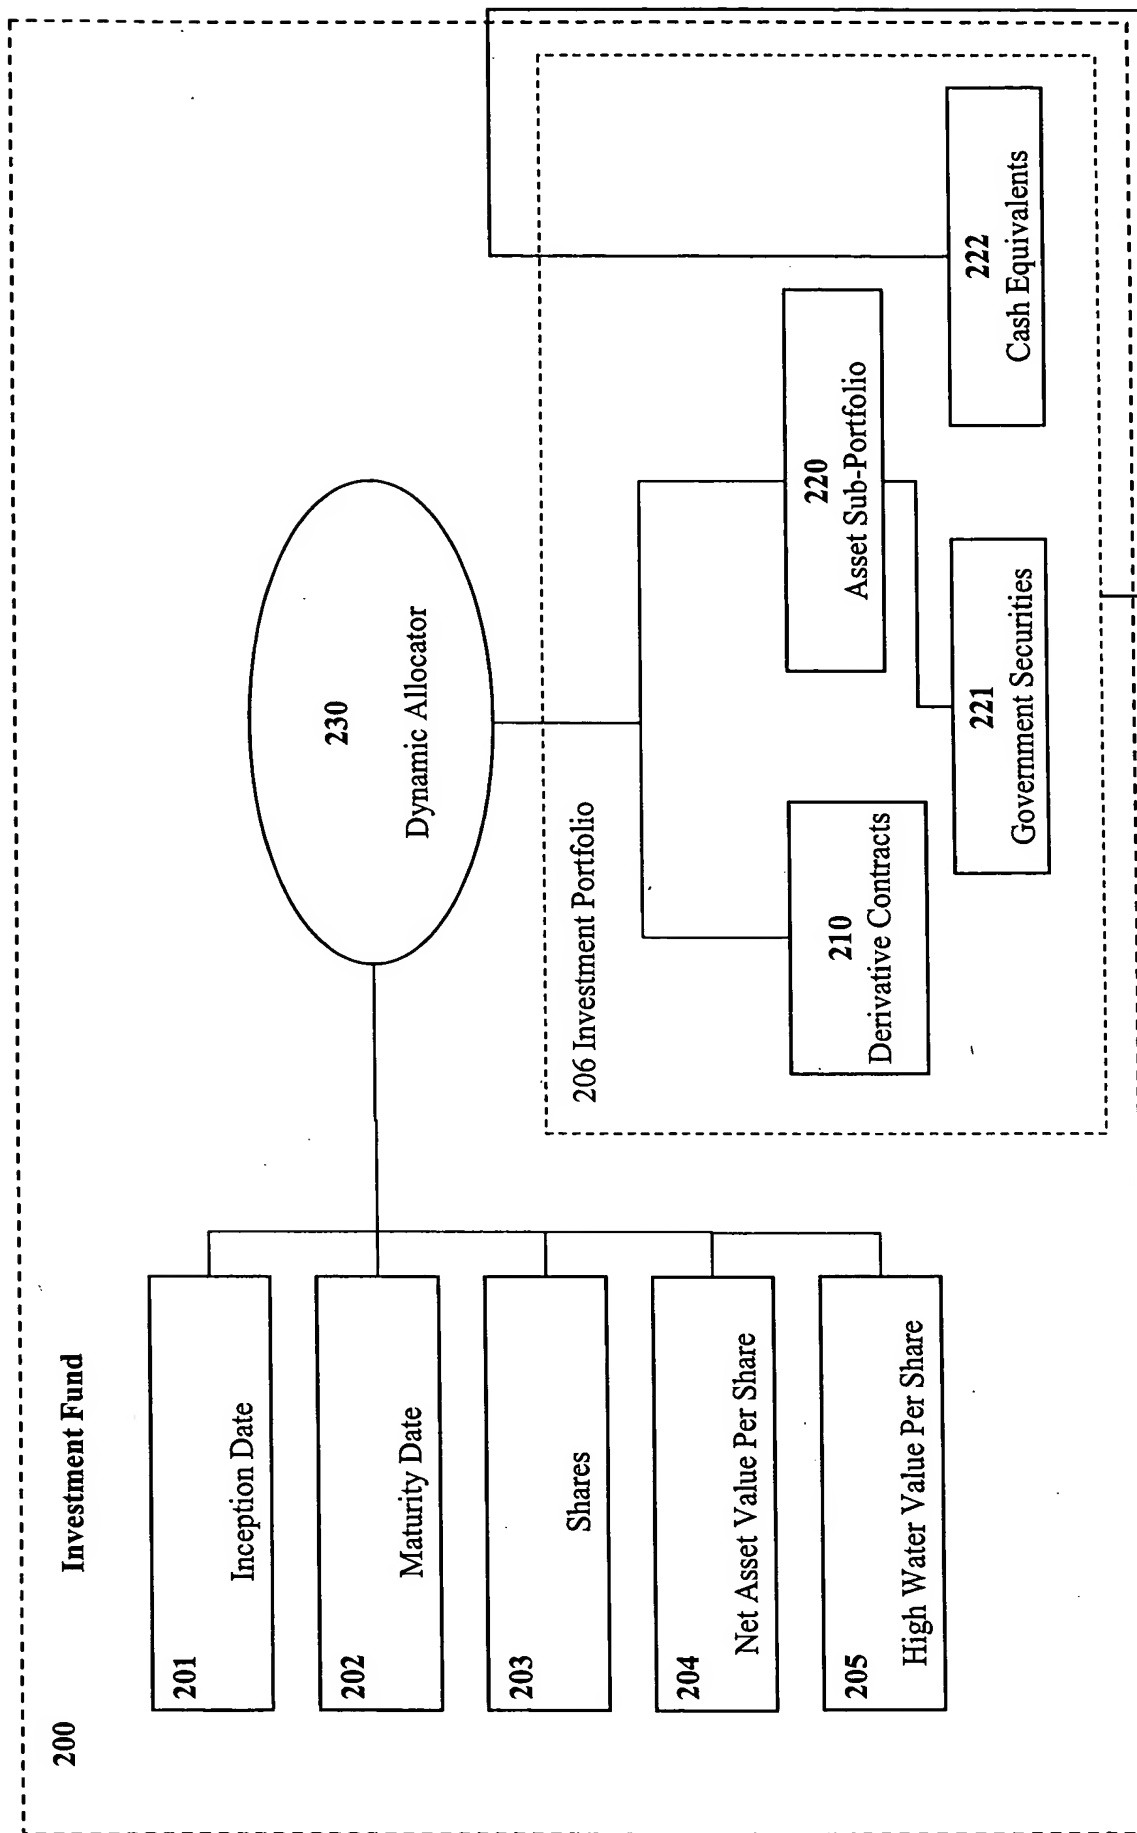 200
Investment Fund
201
Inception Date
202
Maturity Date
203
Shares
204
Net Asset Value Per Share
205
High Water Value Per Share
230
Dynamic Allocator
206 Investment Portfolio
210
Derivative Contracts
220
Asset Sub-Portfolio
221
Government Securities
222
Cash Equivalents